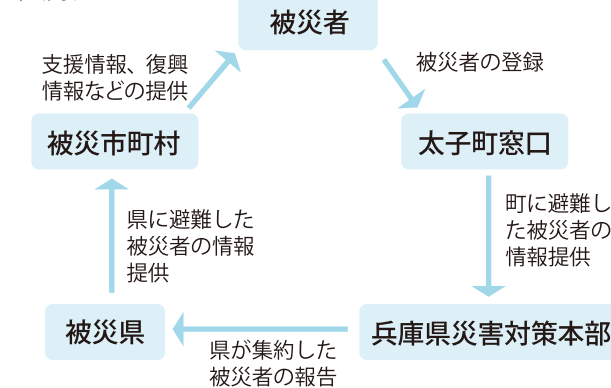 被災者
支援情報、復興
情報などの提供
被災者の登録
被災市町村
太子町窓口
県に避難した
被災者の情報
提供
町に避難し
た被災者の
情報提供
被災県
兵庫県災害対策本部
県が集約した
被災者の報告